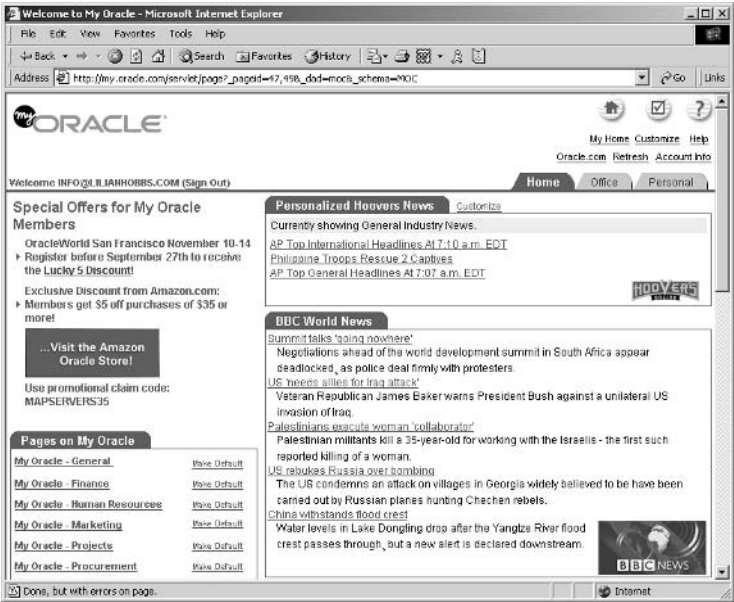 Welcome to My Oracle - Microsoft Internet Explorer
File Edit View Favorites Tools Help
Back Search Favorites History
Address http://my.oracle.com/servlet/page?_pageid=47,49&_dad=moc&_schema=MOC Go Links
my ORACLE
My Home Customize Help
Oracle.com Refresh Account Info
Welcome INFO@LILIANHOBBS.COM (Sign Out)
Home Office Personal
Special Offers for My Oracle
Members
OracleWorld San Francisco November 10-14
Register before September 27th to receive
the Lucky 5 Discount!
Exclusive Discount from Amazon.com:
Members get $5 off purchases of $35 or
more!
...Visit the Amazon
Oracle Store!
Use promotional claim code:
MAPSERVERS35
Pages on My Oracle
My Oracle - General Make Default
My Oracle - Finance Make Default
My Oracle - Human Resources Make Default
My Oracle - Marketing Make Default
My Oracle - Projects Make Default
My Oracle - Procurement Make Default
Personalized Hoovers News Customize
Currently showing General Industry News.
AP Top International Headlines At 7:10 a.m. EDT
Philippine Troops Rescue 2 Captives
AP Top General Headlines At 7:07 a.m. EDT
HOOVER'S
ONLINE
BBC World News
Summit talks 'going nowhere'
Negotiations ahead of the world development summit in South Africa appear
deadlocked, as police deal firmly with protesters.
US 'needs allies for Iraq attack'
Veteran Republican James Baker warns President Bush against a unilateral US
invasion of Iraq.
Palestinians execute woman 'collaborator'
Palestinian militants kill a 35-year-old for working with the Israelis - the first such
reported killing of a woman.
US rebukes Russia over bombing
The US condemns an attack on villages in Georgia widely believed to be have been
carried out by Russian planes hunting Chechen rebels.
China withstands flood crest
Water levels in Lake Dongling drop after the Yangtze River flood
crest passes through, but a new alert is declared downstream.
BBC NEWS
Done, but with errors on page. Internet